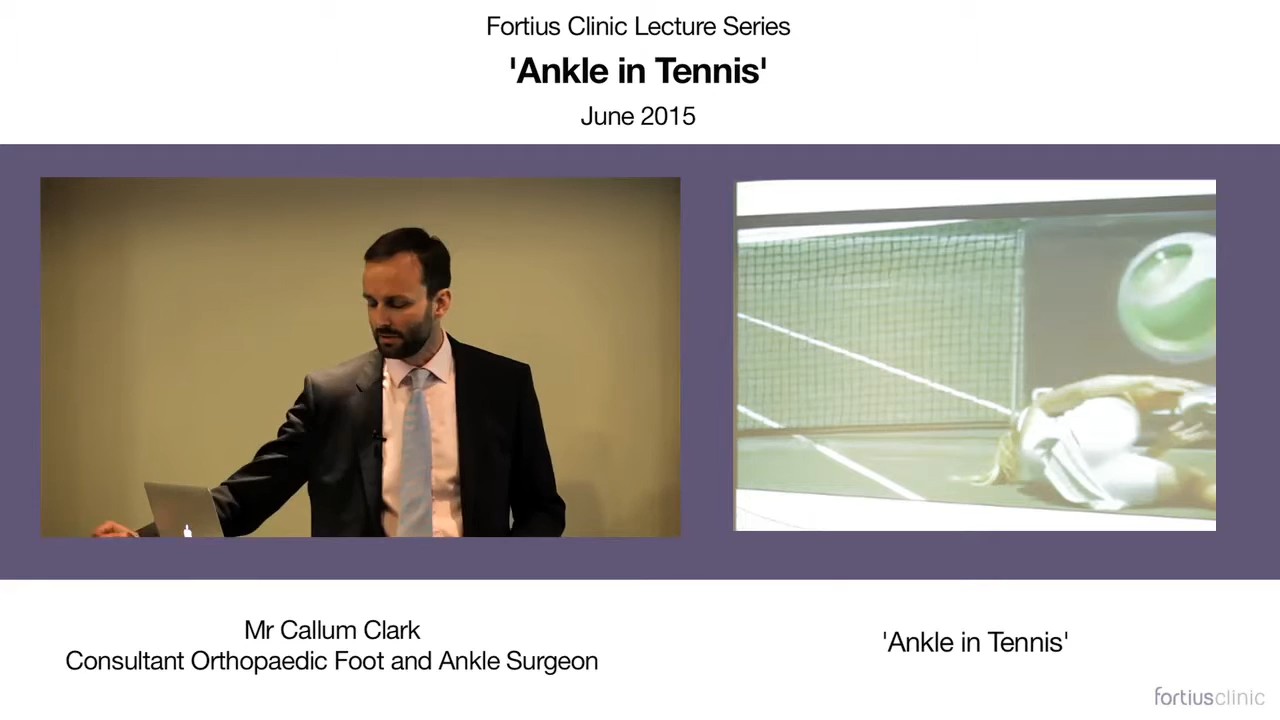 Fortius Clinic Lecture Series
'Ankle in Tennis'
June 2015
Mr Callum Clark
Consultant Orthopaedic Foot and Ankle Surgeon
'Ankle in Tennis'
fortiusclinic